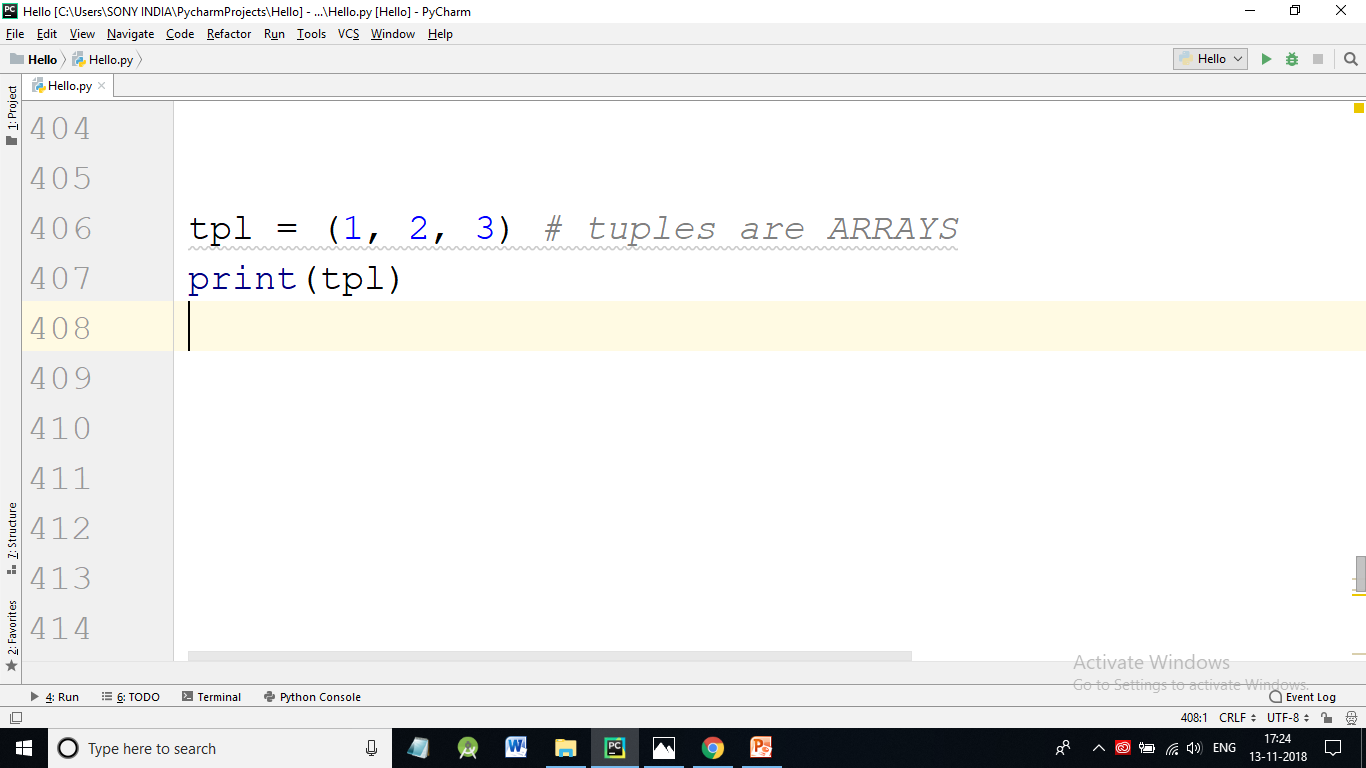 Hello [C:\Users\SONY INDIA\PycharmProjects\Hello] - ...\Hello.py [Hello] - PyCharm
File Edit View Navigate Code Refactor Run Tools VCS Window Help
Hello Hello.py Hello
Hello.py
1: Project
404
405
406 tpl = (1, 2, 3) # tuples are ARRAYS
407 print(tpl)
408
409
410
411
412
413
414
7: Structure
2: Favorites
Activate Windows
Go to Settings to activate Windows.
4: Run 6: TODO Terminal Python Console Event Log
408:1 CRLF UTF-8
Type here to search
ENG
17:24
13-11-2018